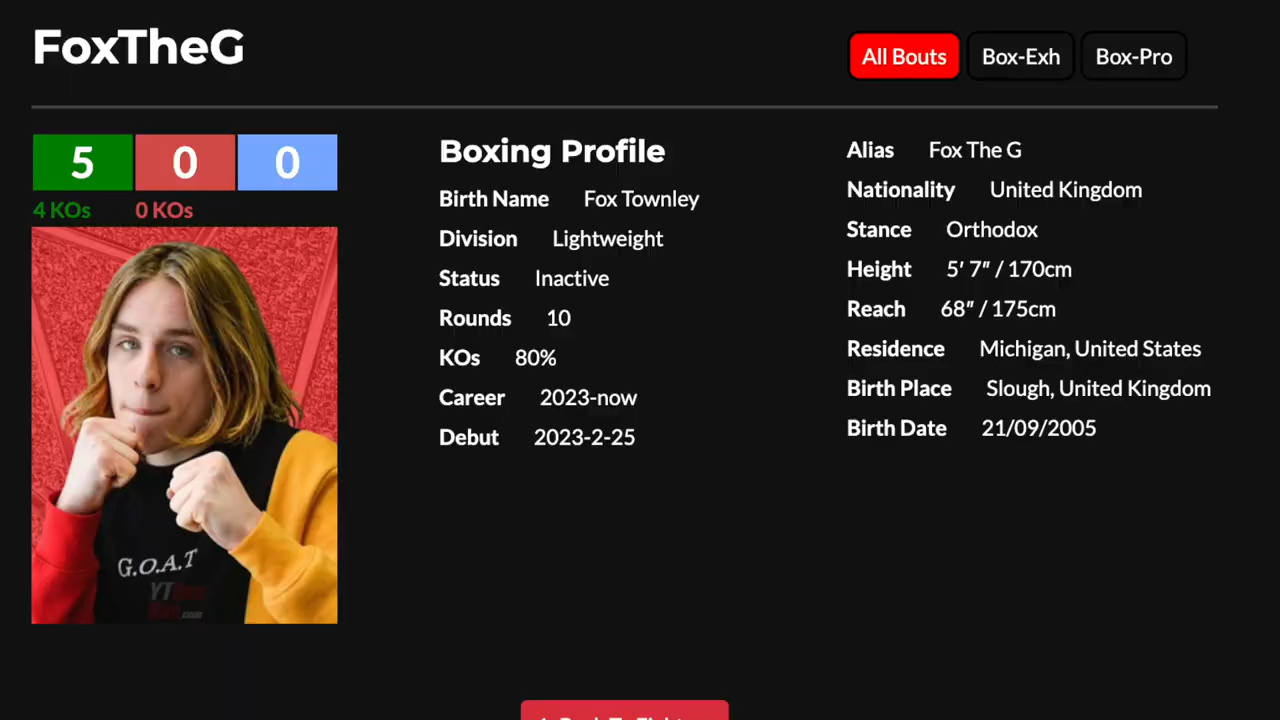 FoxTheG
All Bouts
Box-Exh
Box-Pro
5
0
0
4 KOs
0 KOs
G.O.A.T
YT
.com
Boxing Profile
Birth Name Fox Townley
Division Lightweight
Status Inactive
Rounds 10
KOs 80%
Career 2023-now
Debut 2023-2-25
Alias Fox The G
Nationality United Kingdom
Stance Orthodox
Height 5′ 7″ / 170cm
Reach 68″ / 175cm
Residence Michigan, United States
Birth Place Slough, United Kingdom
Birth Date 21/09/2005